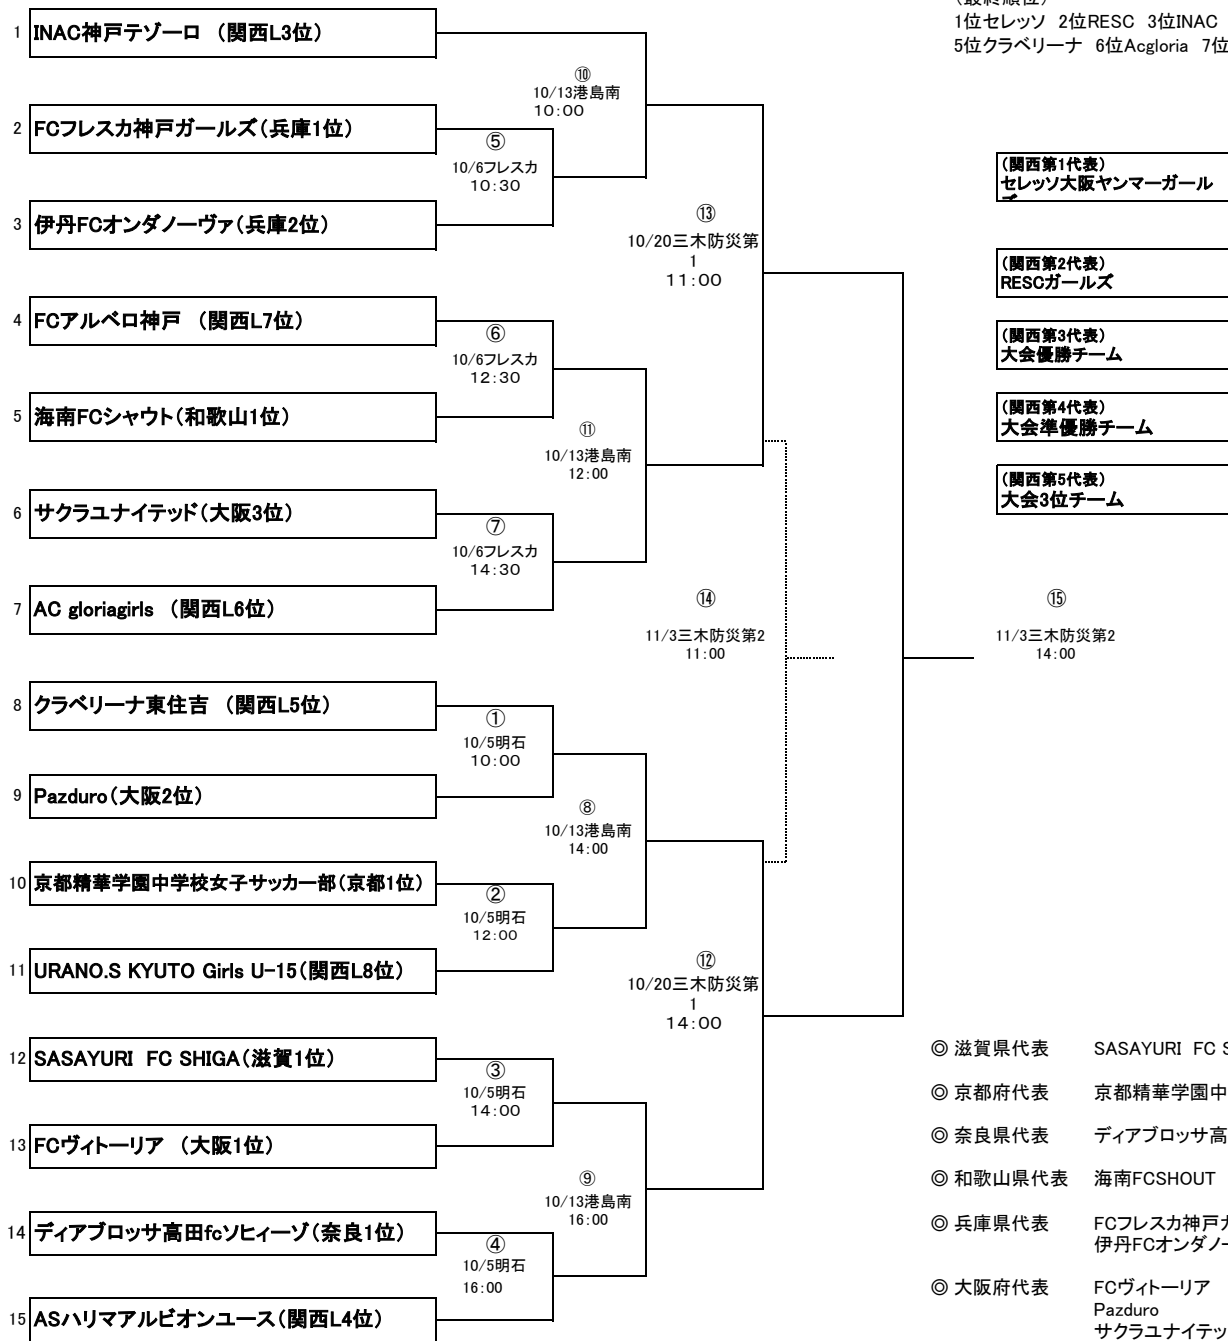 1位セレッソ 2位RESC 3位INAC
5位クラベリーナ 6位Acgloria 7位
1 INAC神戸テゾーロ （関西L3位）
⑩
10/13港島南
10：00
2 FCフレスカ神戸ガールズ（兵庫1位）
⑤
10/6フレスカ
10：30
3 伊丹FCオンダノーヴァ（兵庫2位）
⑬
10/20三木防災第
1
11：00
4 FCアルベロ神戸 （関西L7位）
⑥
10/6フレスカ
12：30
5 海南FCシャウト（和歌山1位）
⑪
10/13港島南
12:00
6 サクラユナイテッド（大阪3位）
⑦
10/6フレスカ
14：30
7 AC gloriagirls （関西L6位）
⑭
11/3三木防災第2
11:00
⑮
11/3三木防災第2
14:00
8 クラベリーナ東住吉 （関西L5位）
①
10/5明石
10：00
9 Pazduro（大阪2位）
⑧
10/13港島南
14:00
10 京都精華学園中学校女子サッカー部（京都1位）
②
10/5明石
12：00
11 URANO.S KYUTO Girls U-15（関西L8位）
⑫
10/20三木防災第
1
14：00
12 SASAYURI FC SHIGA（滋賀1位）
③
10/5明石
14：00
13 FCヴィトーリア （大阪1位）
⑨
10/13港島南
16:00
14 ディアブロッサ高田fcソヒィーゾ（奈良1位）
④
10/5明石
16:00
15 ASハリマアルビオンユース（関西L4位）
（関西第1代表）
セレッソ大阪ヤンマーガール
（関西第2代表）
RESCガールズ
（関西第3代表）
大会優勝チーム
（関西第4代表）
大会準優勝チーム
（関西第5代表）
大会3位チーム
◎ 滋賀県代表 SASAYURI FC
◎ 京都府代表 京都精華学園中
◎ 奈良県代表 ディアブロッサ高
◎ 和歌山県代表 海南FCSHOUT
◎ 兵庫県代表 FCフレスカ神戸
伊丹FCオンダノー
◎ 大阪府代表 FCヴィトーリア
Pazduro
サクラユナイテッ